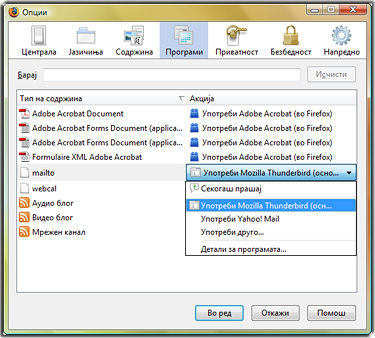 Опции
Централа Јазичиња Содржина Програми Приватност Безбедност Напредно
Барај Исчисти
Тип на содржина Акција
Adobe Acrobat Document Употреби Adobe Acrobat (во Firefox)
Adobe Acrobat Forms Document (applica... Употреби Adobe Acrobat (во Firefox)
Adobe Acrobat Forms Document (applica... Употреби Adobe Acrobat (во Firefox)
Formulaire XML Adobe Acrobat Употреби Adobe Acrobat (во Firefox)
mailto Употреби Mozilla Thunderbird (осно...
webcal Секогаш прашај
Аудио блог Употреби Mozilla Thunderbird (осн...
Видео блог Употреби Yahoo! Mail
Мрежен канал Употреби друго...
Детали за програмата...
Во ред Откажи Помош